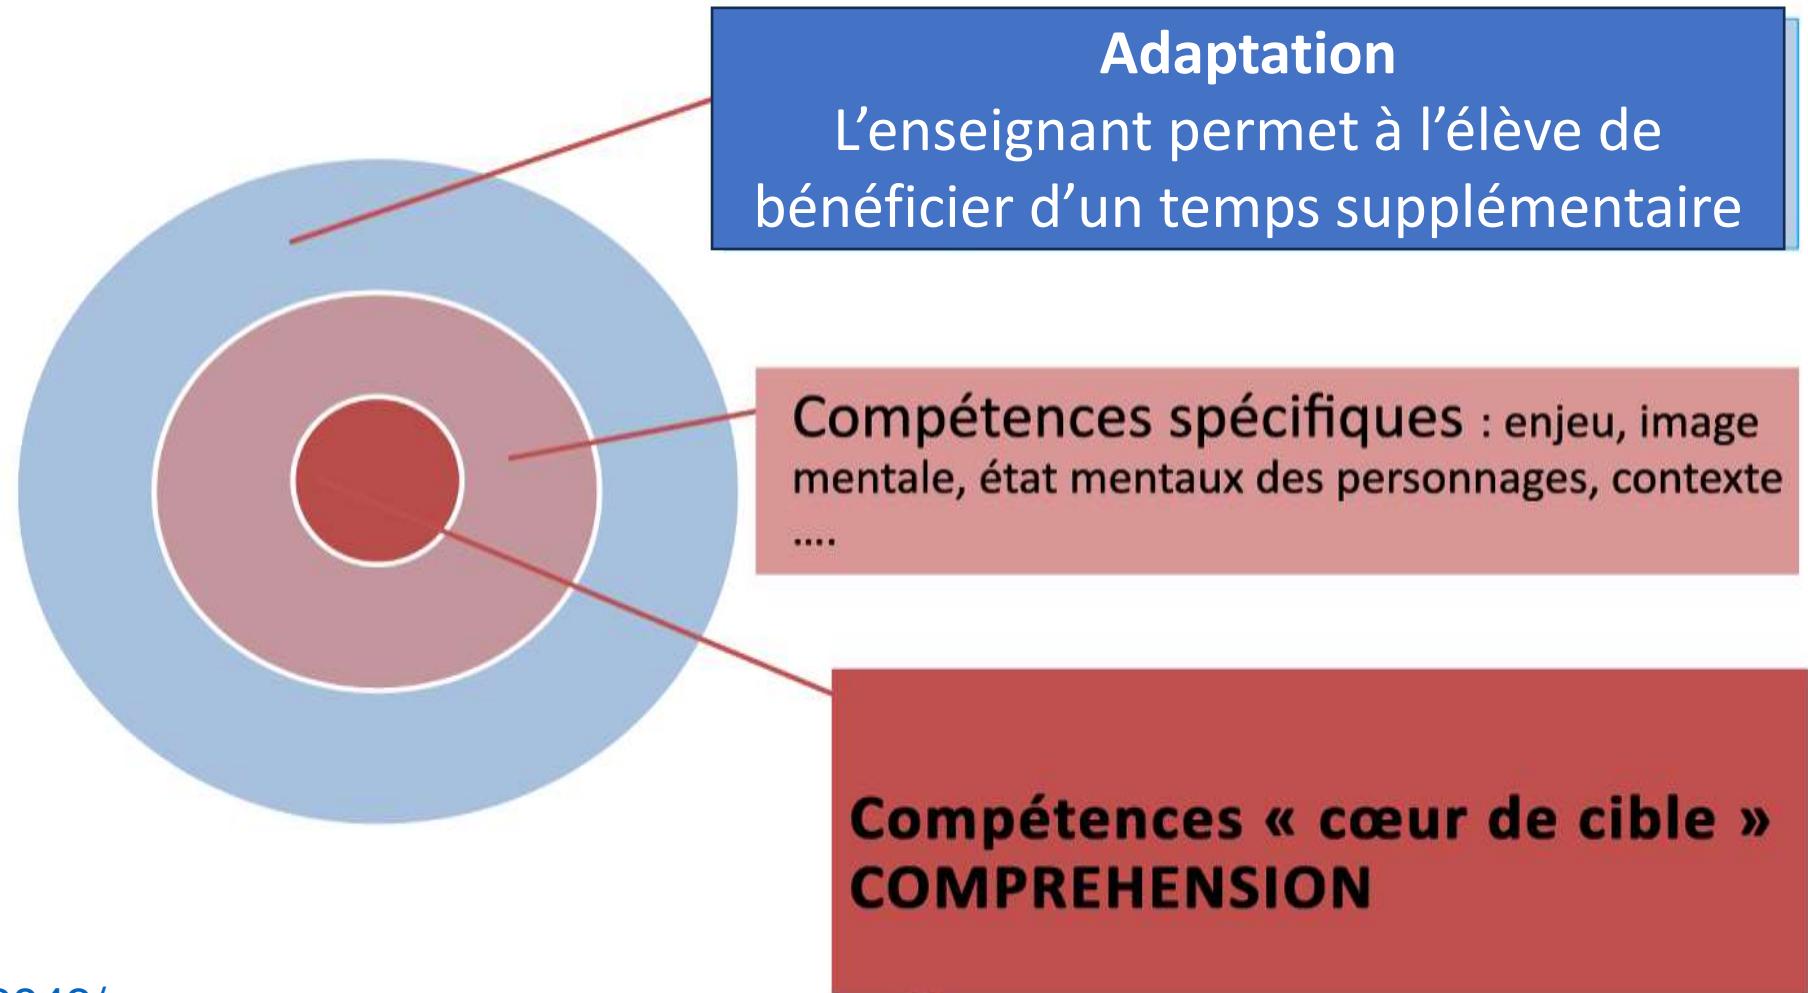 Adaptation
L’enseignant permet à l’élève de
bénéficier d’un temps supplémentaire
Compétences spécifiques : enjeu, image
mentale, état mentaux des personnages, contexte
....
Compétences « cœur de cible »
COMPREHENSION